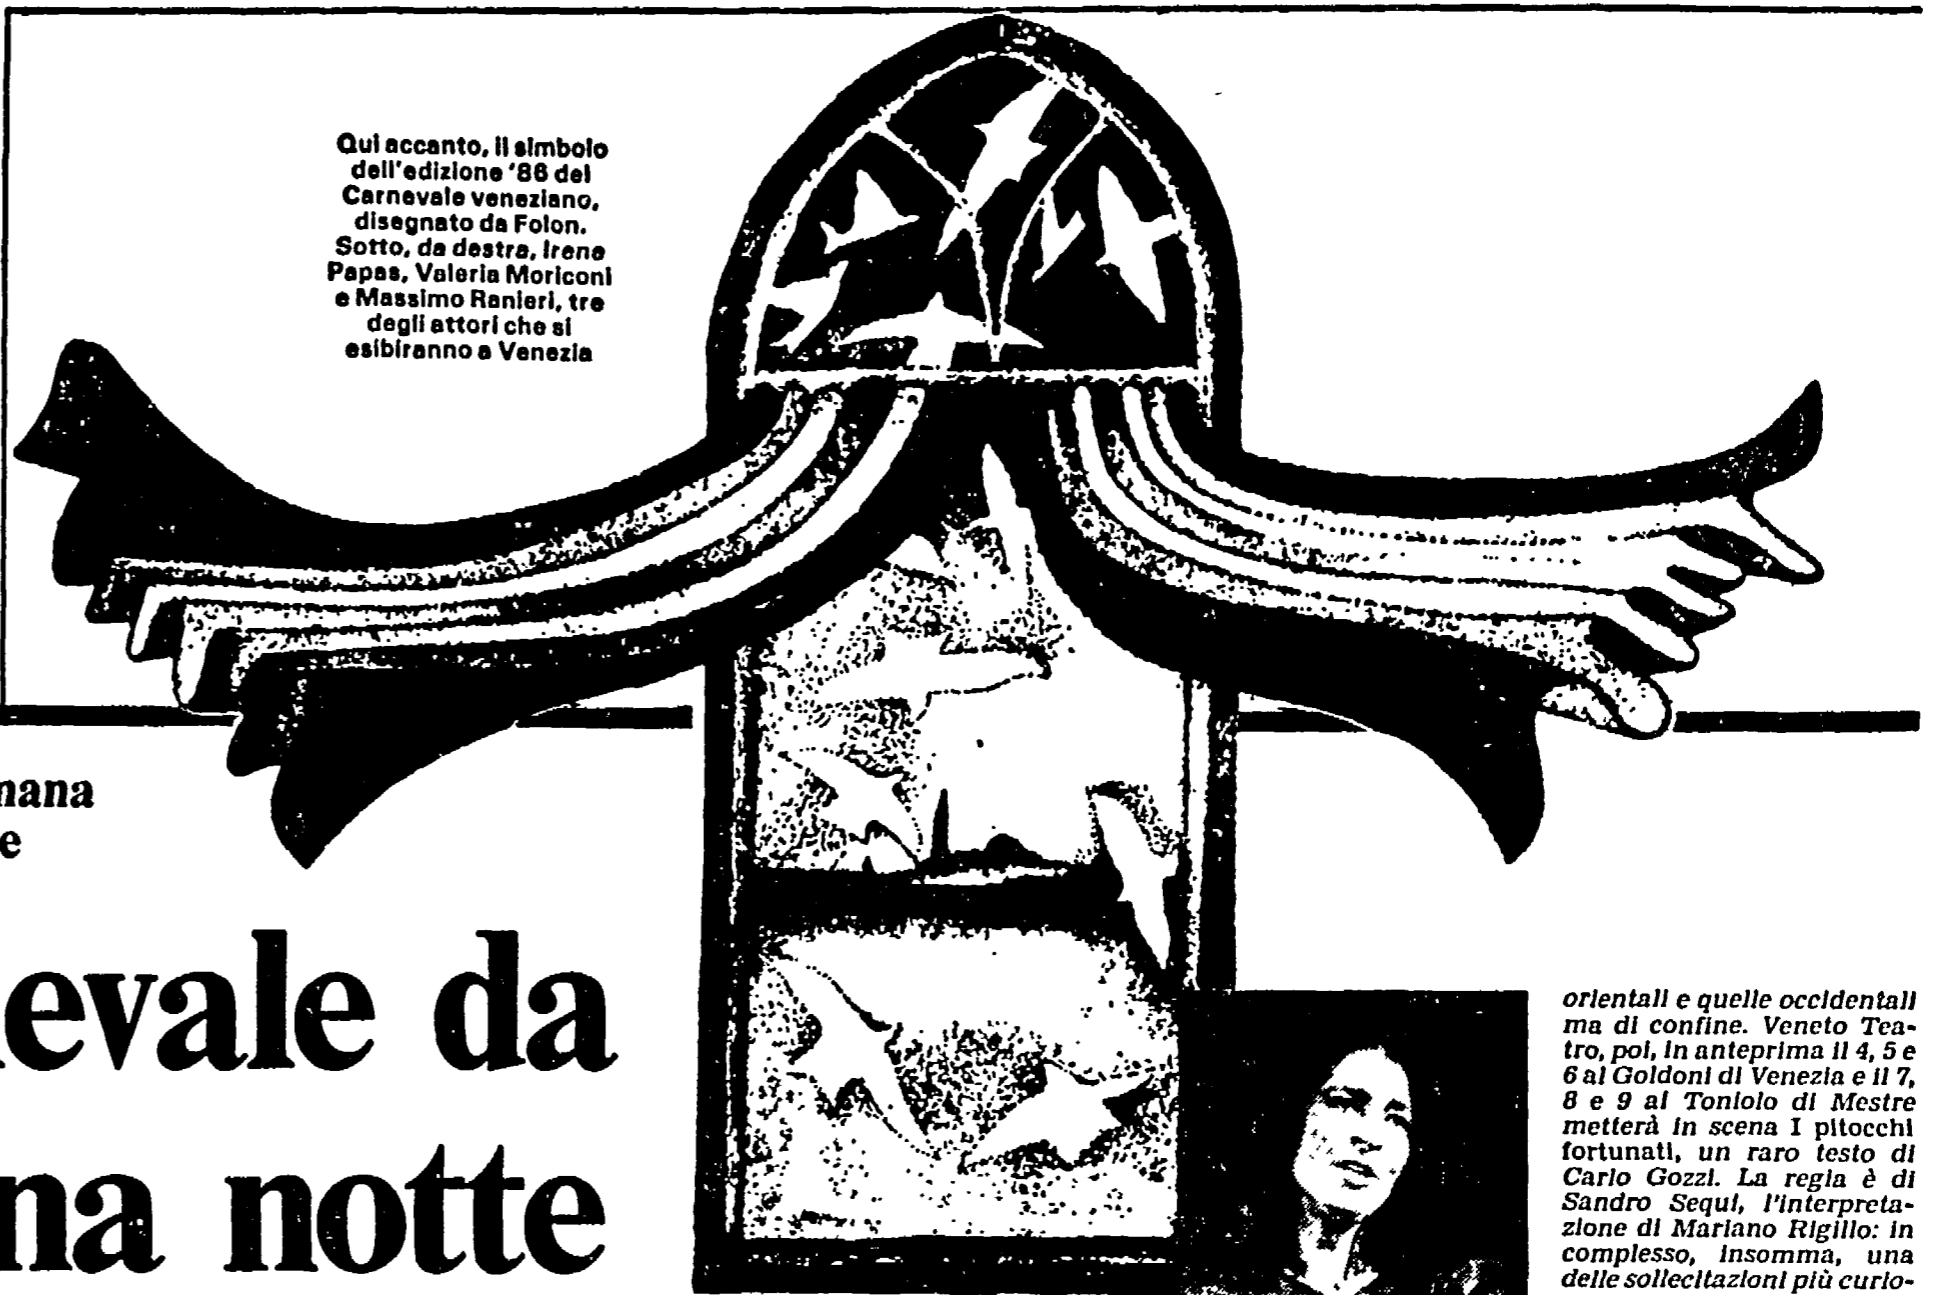 Qui accanto, il simbolo
dell'edizione '86 del
Carnevale veneziano,
disegnato da Folon.
Sotto, da destra, Irene
Papas, Valeria Moriconi
e Massimo Ranieri, tre
degli attori che si
esibiranno a Venezia
mana
e
evale da
na notte
orientali e quelle occidentali
ma di confine. Veneto Tea-
tro, poi, in anteprima il 4, 5 e
6 al Goldoni di Venezia e il 7,
8 e 9 al Toniolo di Mestre
metterà in scena I pitocchi
fortunati, un raro testo di
Carlo Gozzi. La regia è di
Sandro Sequi, l'interpreta-
zione di Mariano Rigillo: in
complesso, insomma, una
delle sollecitazioni più curio-